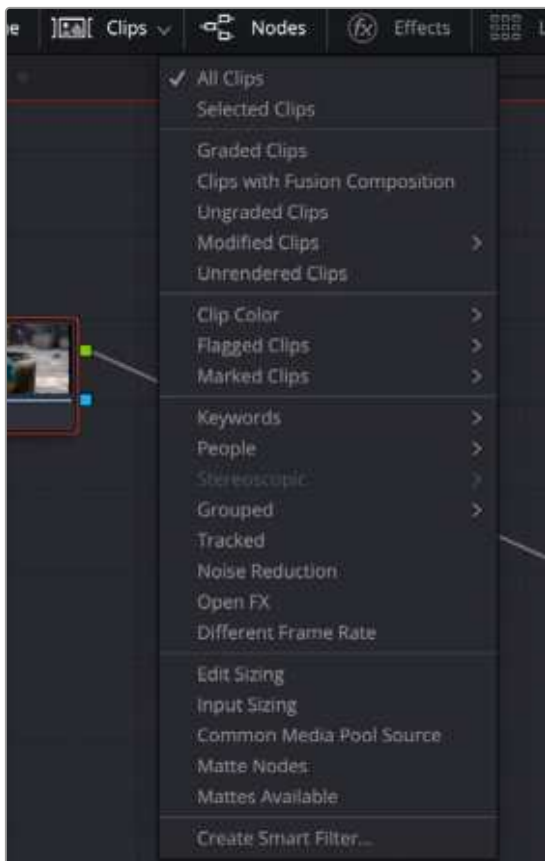 e Clips Nodes Effects L
All Clips
Selected Clips
Graded Clips
Clips with Fusion Composition
Ungraded Clips
Modified Clips
Unrendered Clips
Clip Color
Flagged Clips
Marked Clips
Keywords
People
Stereoscopic
Grouped
Tracked
Noise Reduction
Open FX
Different Frame Rate
Edit Sizing
Input Sizing
Common Media Pool Source
Matte Nodes
Mattes Available
Create Smart Filter...